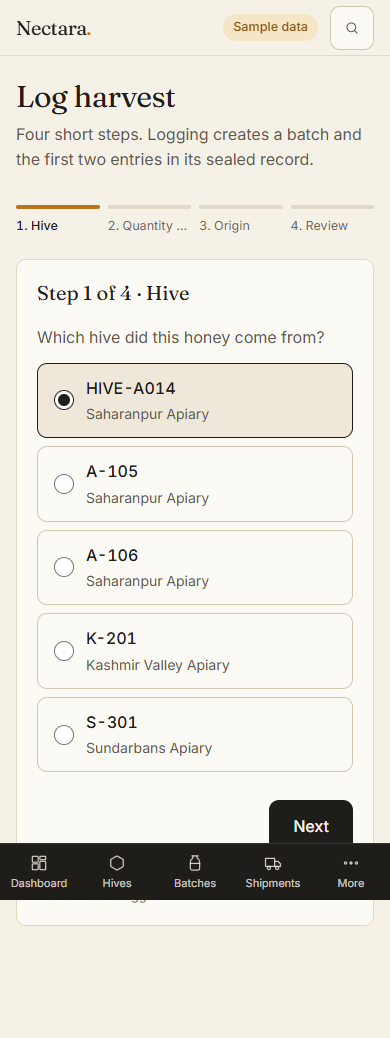 Nectara.
Sample data
Log harvest
Four short steps. Logging creates a batch and
the first two entries in its sealed record.
1. Hive
2. Quantity ...
3. Origin
4. Review
Step 1 of 4 · Hive
Which hive did this honey come from?
HIVE-A014
Saharanpur Apiary
A-105
Saharanpur Apiary
A-106
Saharanpur Apiary
K-201
Kashmir Valley Apiary
S-301
Sundarbans Apiary
Next
Dashboard
Hives
Batches
Shipments
More